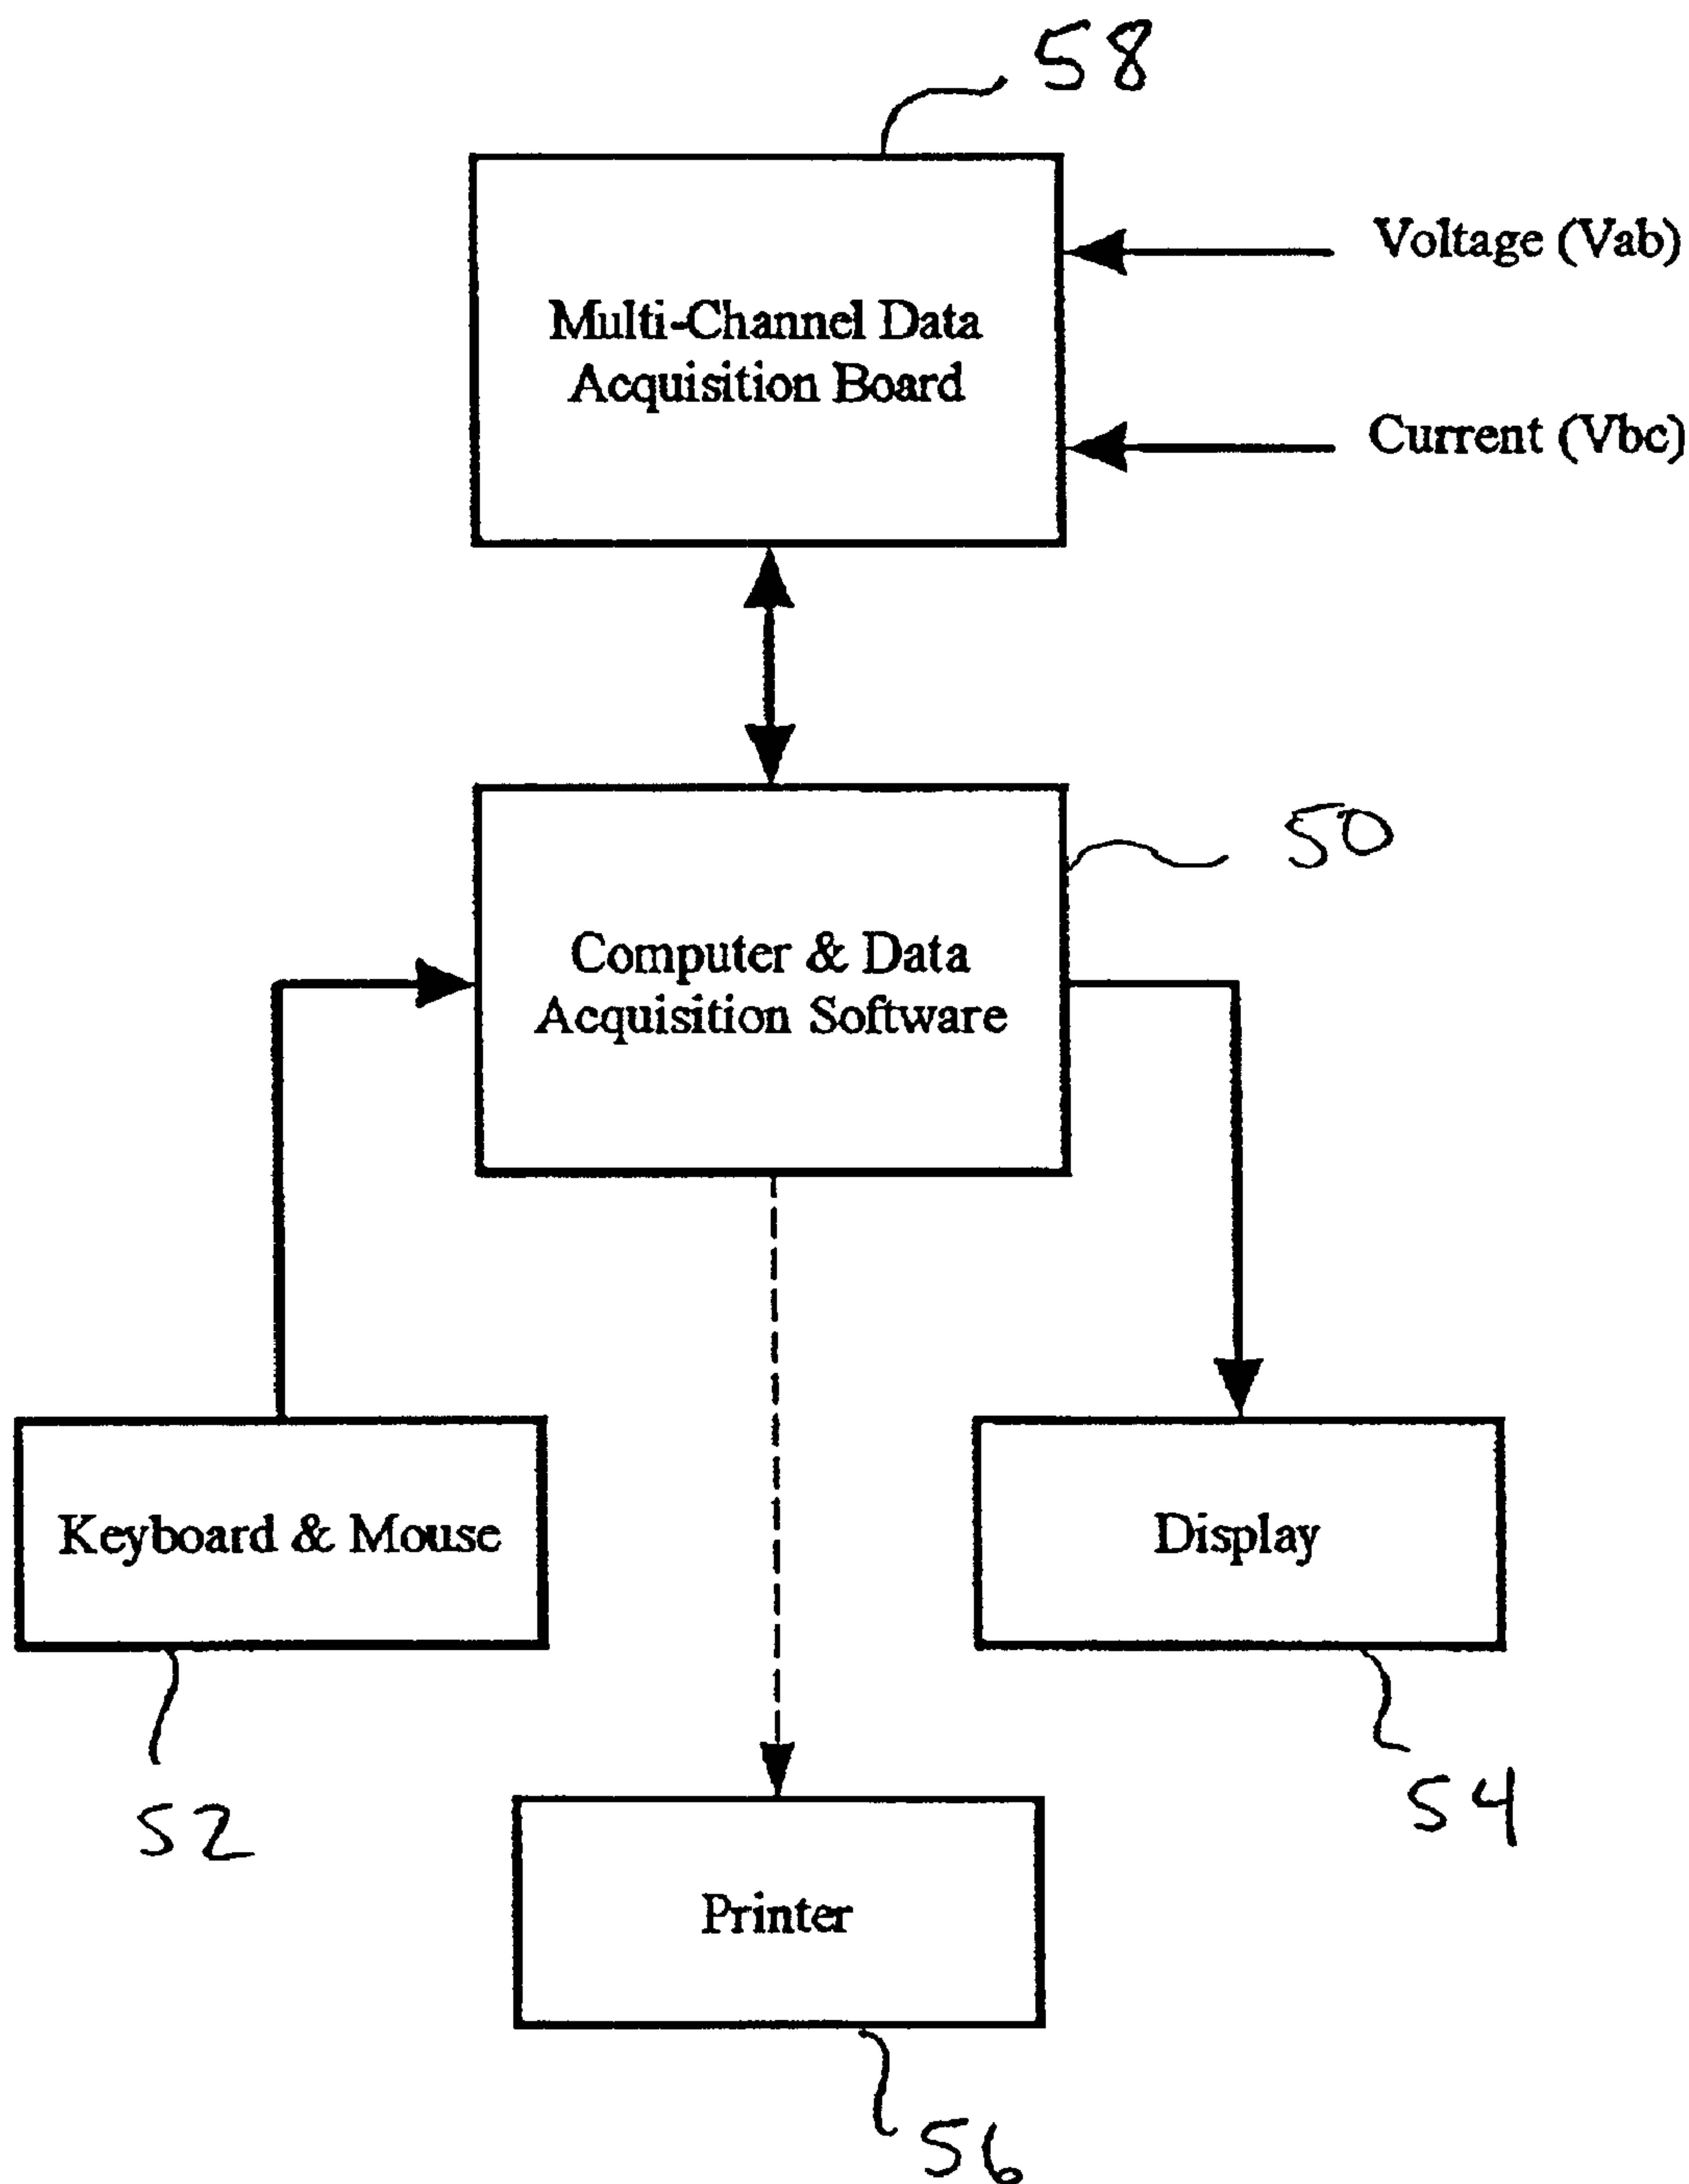 58
Voltage (Vab)
Multi-Channel Data
Acquisition Board
Current (Vbc)
50
Computer & Data
Acquisition Software
Keyboard & Mouse
Display
52
54
Printer
56